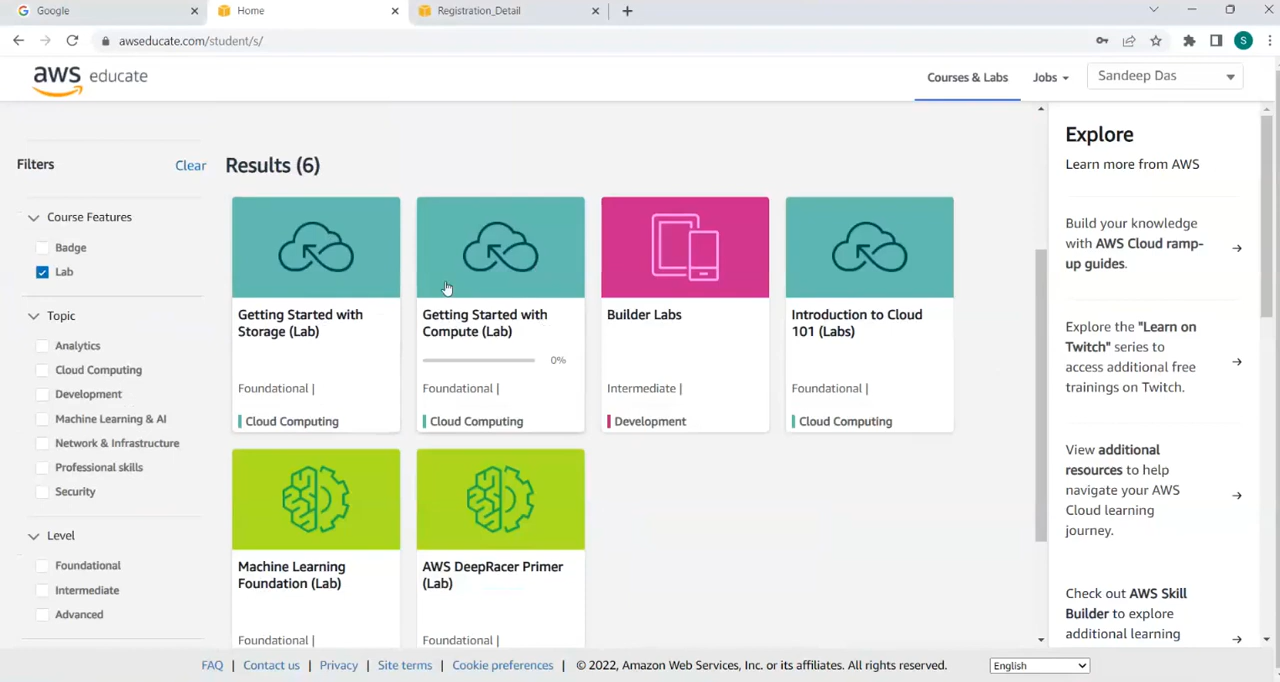 Google
Home
Registration_Detail
awseducate.com/student/s/
S
aws educate
Courses & Labs
Jobs
Sandeep Das
Filters
Clear
Course Features
Badge
Lab
Topic
Analytics
Cloud Computing
Development
Machine Learning & AI
Network & Infrastructure
Professional skills
Security
Level
Foundational
Intermediate
Advanced
Results (6)
Getting Started with
Storage (Lab)
Foundational |
Cloud Computing
Getting Started with
Compute (Lab)
0%
Foundational |
Cloud Computing
Builder Labs
Intermediate |
Development
Introduction to Cloud
101 (Labs)
Foundational |
Cloud Computing
Machine Learning
Foundation (Lab)
Foundational |
AWS DeepRacer Primer
(Lab)
Foundational |
Explore
Learn more from AWS
Build your knowledge
with AWS Cloud ramp-
up guides.
Explore the "Learn on
Twitch" series to
access additional free
trainings on Twitch.
View additional
resources to help
navigate your AWS
Cloud learning
journey.
Check out AWS Skill
Builder to explore
additional learning
FAQ | Contact us | Privacy | Site terms | Cookie preferences | © 2022, Amazon Web Services, Inc. or its affiliates. All rights reserved.
English